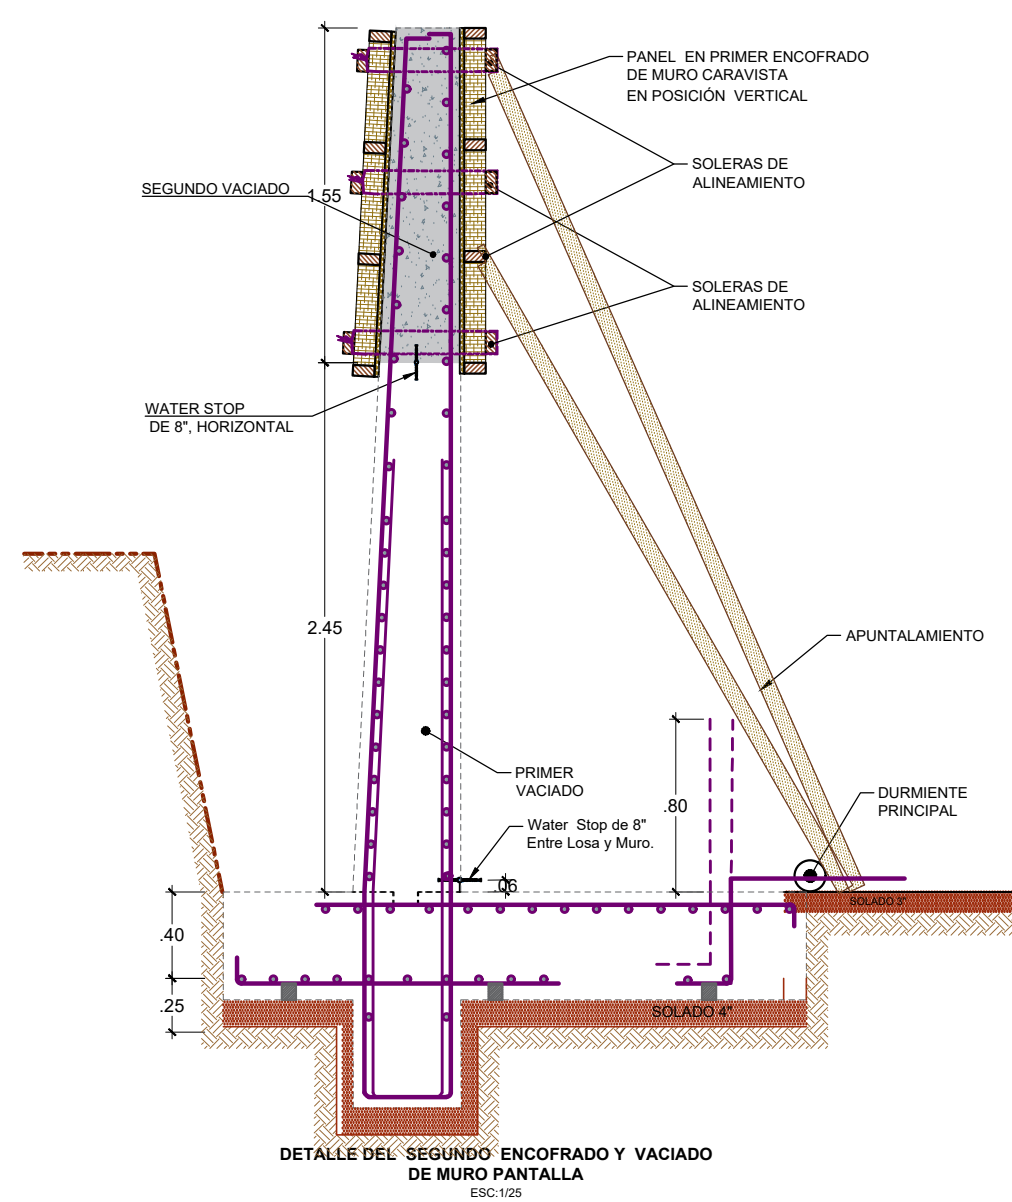 PANEL EN PRIMER ENCOFRADO
DE MURO CARAVISTA
EN POSICIÓN VERTICAL
SOLERAS DE
ALINEAMIENTO
SEGUNDO VACIADO
1.55
SOLERAS DE
ALINEAMIENTO
WATER STOP
DE 8", HORIZONTAL
2.45
APUNTALAMIENTO
PRIMER
VACIADO
.80
DURMIENTE
PRINCIPAL
Water Stop de 8"
Entre Losa y Muro.
.06
SOLADO 3"
.40
.25
SOLADO 4"
DETALLE DEL SEGUNDO ENCOFRADO Y VACIADO
DE MURO PANTALLA
ESC:1/25